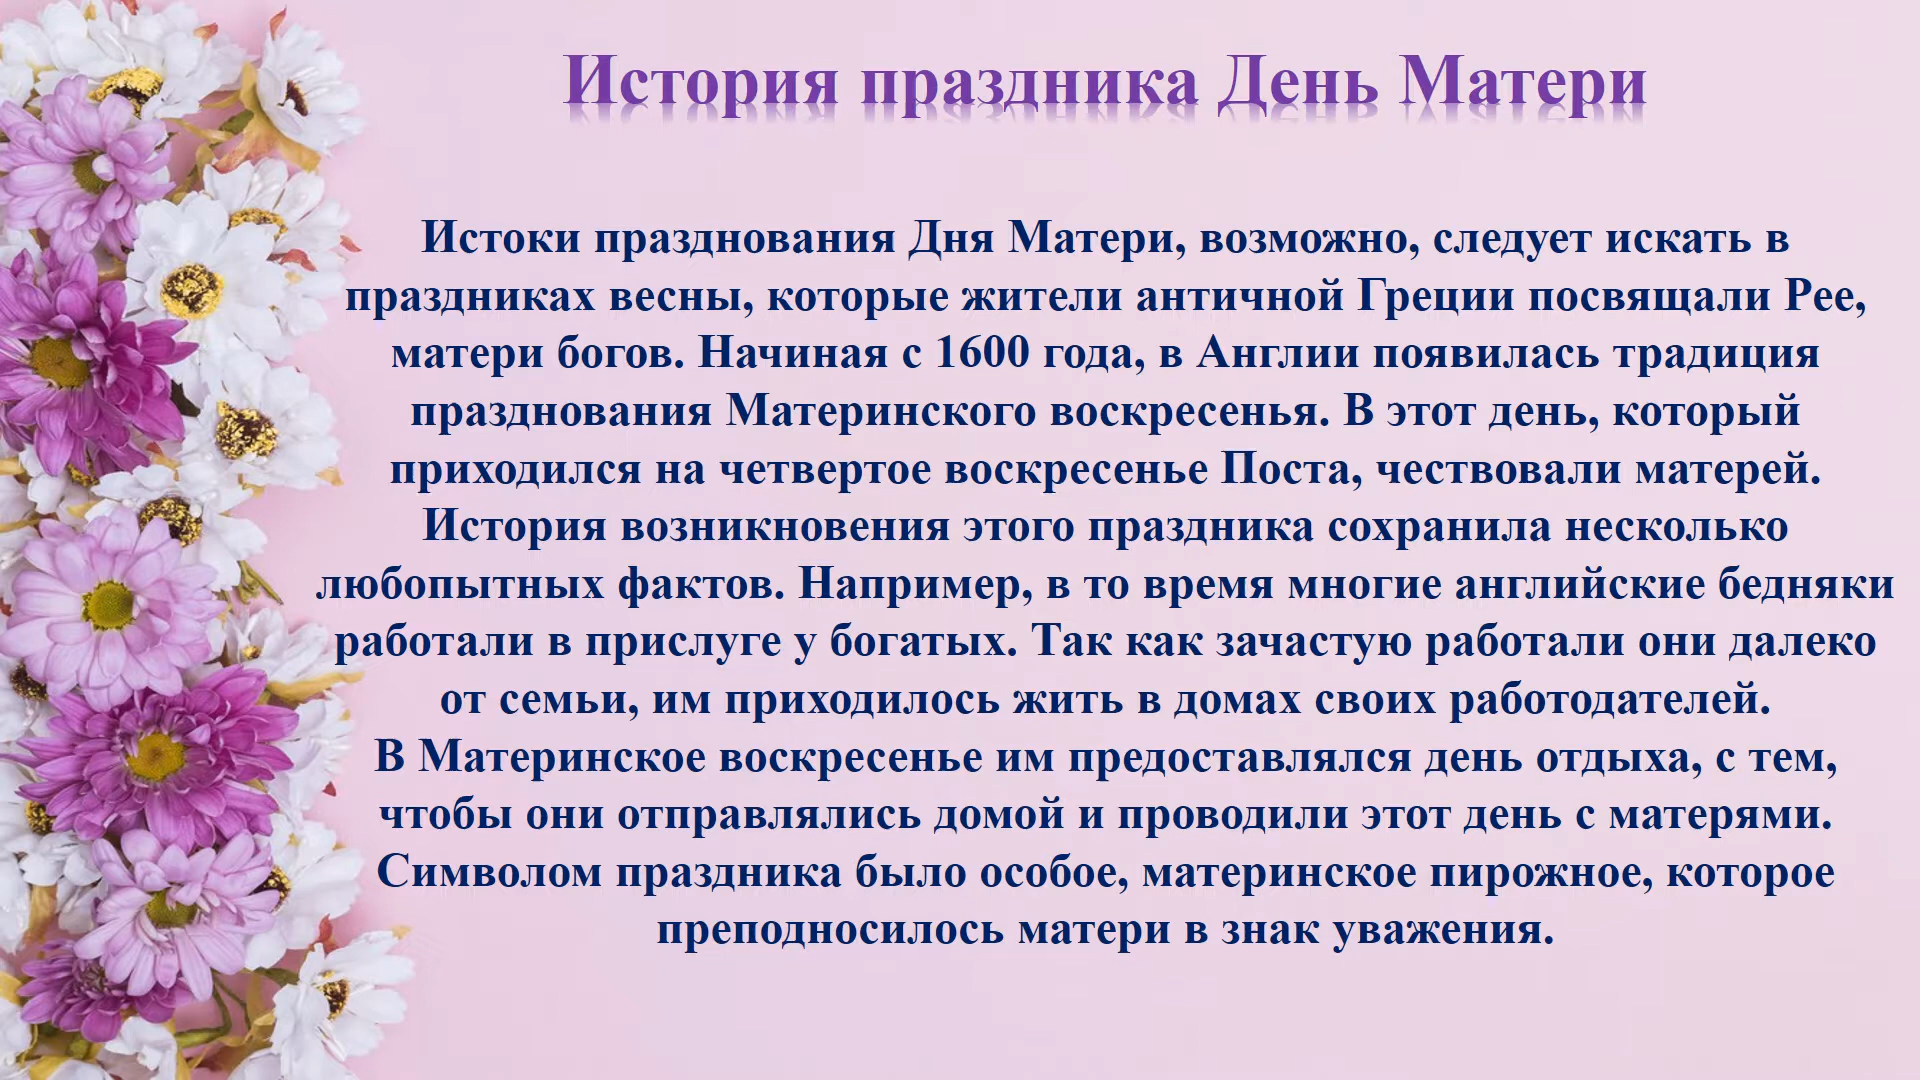 История праздника День Матери
Истоки празднования Дня Матери, возможно, следует искать в
праздниках весны, которые жители античной Греции посвящали Рее,
матери богов. Начиная с 1600 года, в Англии появилась традиция
празднования Материнского воскресенья. В этот день, который
приходился на четвертое воскресенье Поста, чествовали матерей.
История возникновения этого праздника сохранила несколько
любопытных фактов. Например, в то время многие английские бедняки
работали в прислуге у богатых. Так как зачастую работали они далеко
от семьи, им приходилось жить в домах своих работодателей.
В Материнское воскресенье им предоставлялся день отдыха, с тем,
чтобы они отправлялись домой и проводили этот день с матерями.
Символом праздника было особое, материнское пирожное, которое
преподносилось матери в знак уважения.